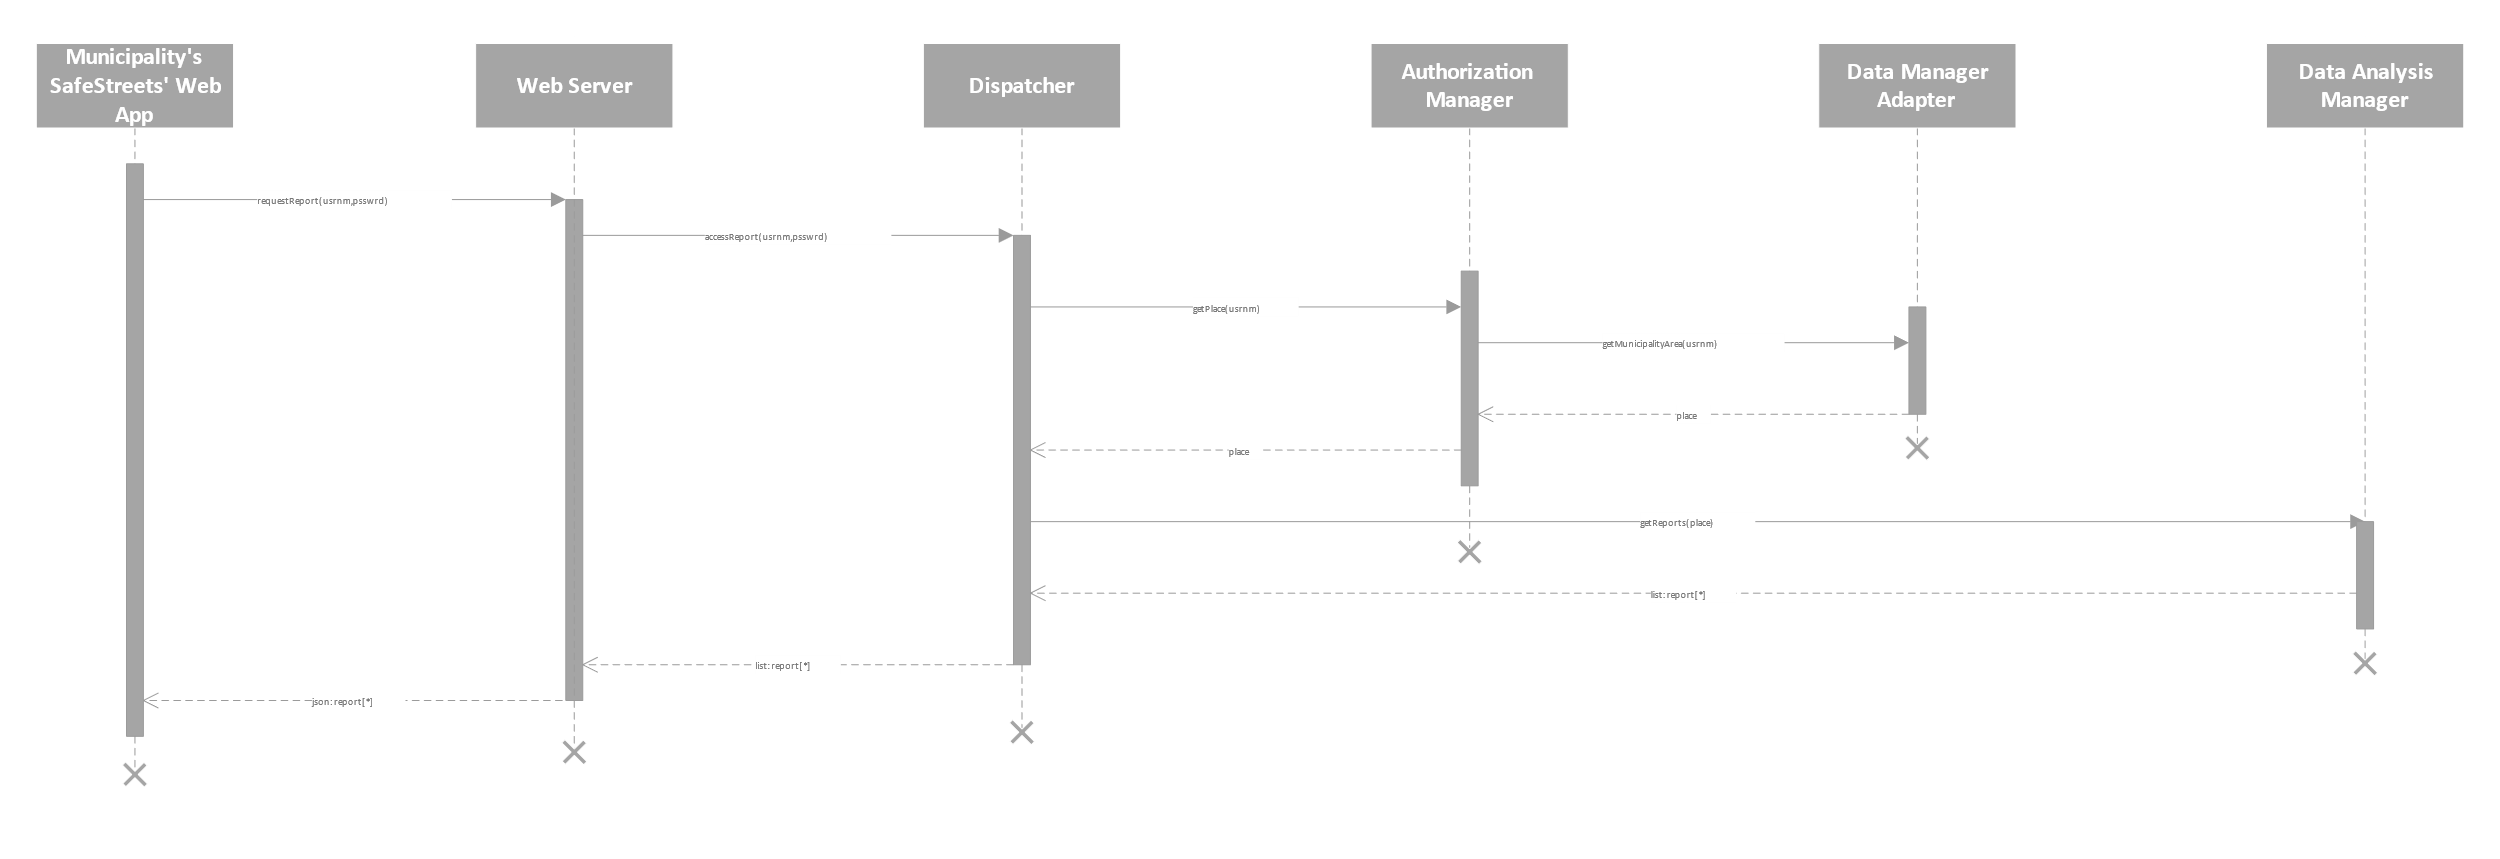 Municipality's
SafeStreets' Web
App
Web Server
Dispatcher
Authorization
Manager
Data Manager
Adapter
Data Analysis
Manager
requestReport(usrnm,psswrd)
accessReport(usrnm,psswrd)
getPlace(usrnm)
getMunicipalityArea(usrnm)
place
place
getReports(place)
list:report[*]
list:report[*]
json:report[*]